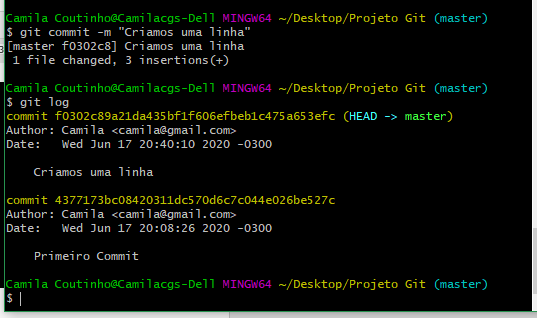 Camila Coutinho@Camilacgs-Dell MINGW64 ~/Desktop/Projeto Git (master)
$ git commit -m "Criamos uma linha"
[master f0302c8] Criamos uma linha
 1 file changed, 3 insertions(+)

Camila Coutinho@Camilacgs-Dell MINGW64 ~/Desktop/Projeto Git (master)
$ git log
commit f0302c89a21da435bf1f606efbeb1c475a653efc (HEAD -> master)
Author: Camila <camila@gmail.com>
Date:   Wed Jun 17 20:40:10 2020 -0300

    Criamos uma linha

commit 4377173bc08420311dc570d6c7c044e026be527c
Author: Camila <camila@gmail.com>
Date:   Wed Jun 17 20:08:26 2020 -0300

    Primeiro Commit

Camila Coutinho@Camilacgs-Dell MINGW64 ~/Desktop/Projeto Git (master)
$